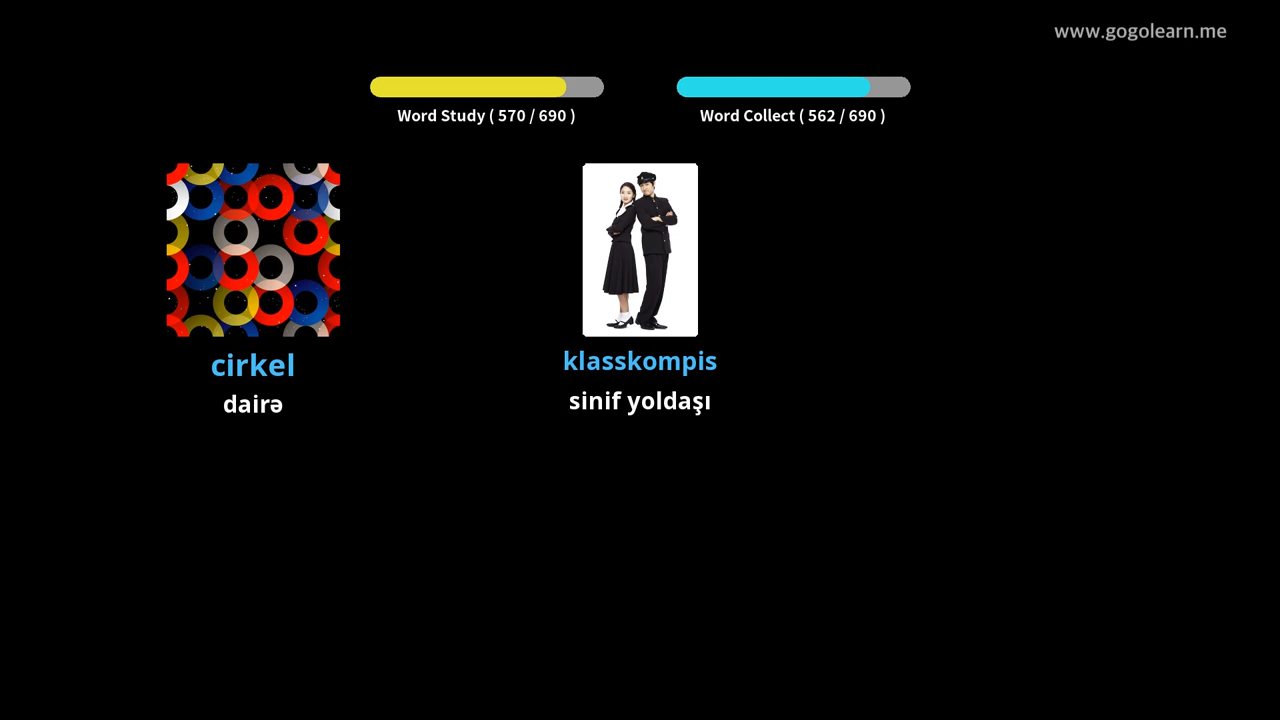 www.gogolearn.me
Word Study ( 570 / 690 )
Word Collect ( 562 / 690 )
cirkel
dairə
klasskompis
sinif yoldaşı